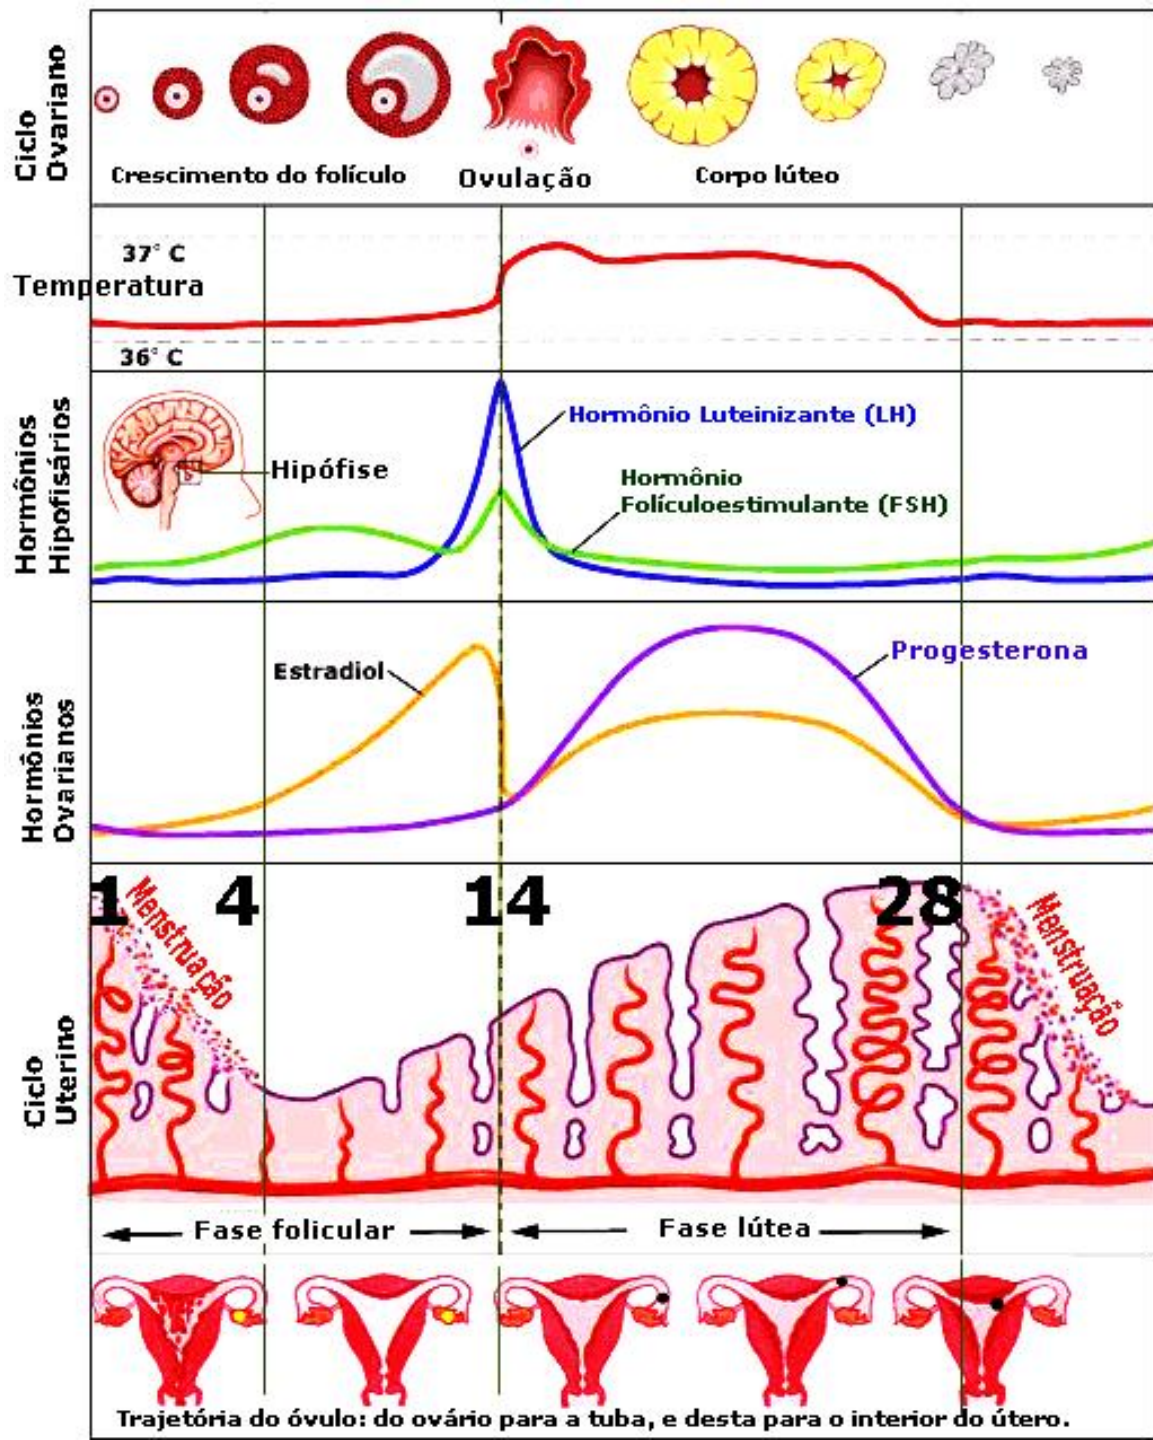 Ciclo
Ovariano
Crescimento do folículo
Ovulação
Corpo lúteo
37° C
Temperatura
36° C
Hormônios
Hipofisários
Hipófise
Hormônio Luteinizante (LH)
Hormônio
Folículoestimulante (FSH)
Hormônios
Ovarianos
Estradiol
Progesterona
Ciclo
Uterino
1
4
14
28
Menstruação
Menstruação
Fase folicular
Fase lútea
Trajetória do óvulo: do ovário para a tuba, e desta para o interior do útero.